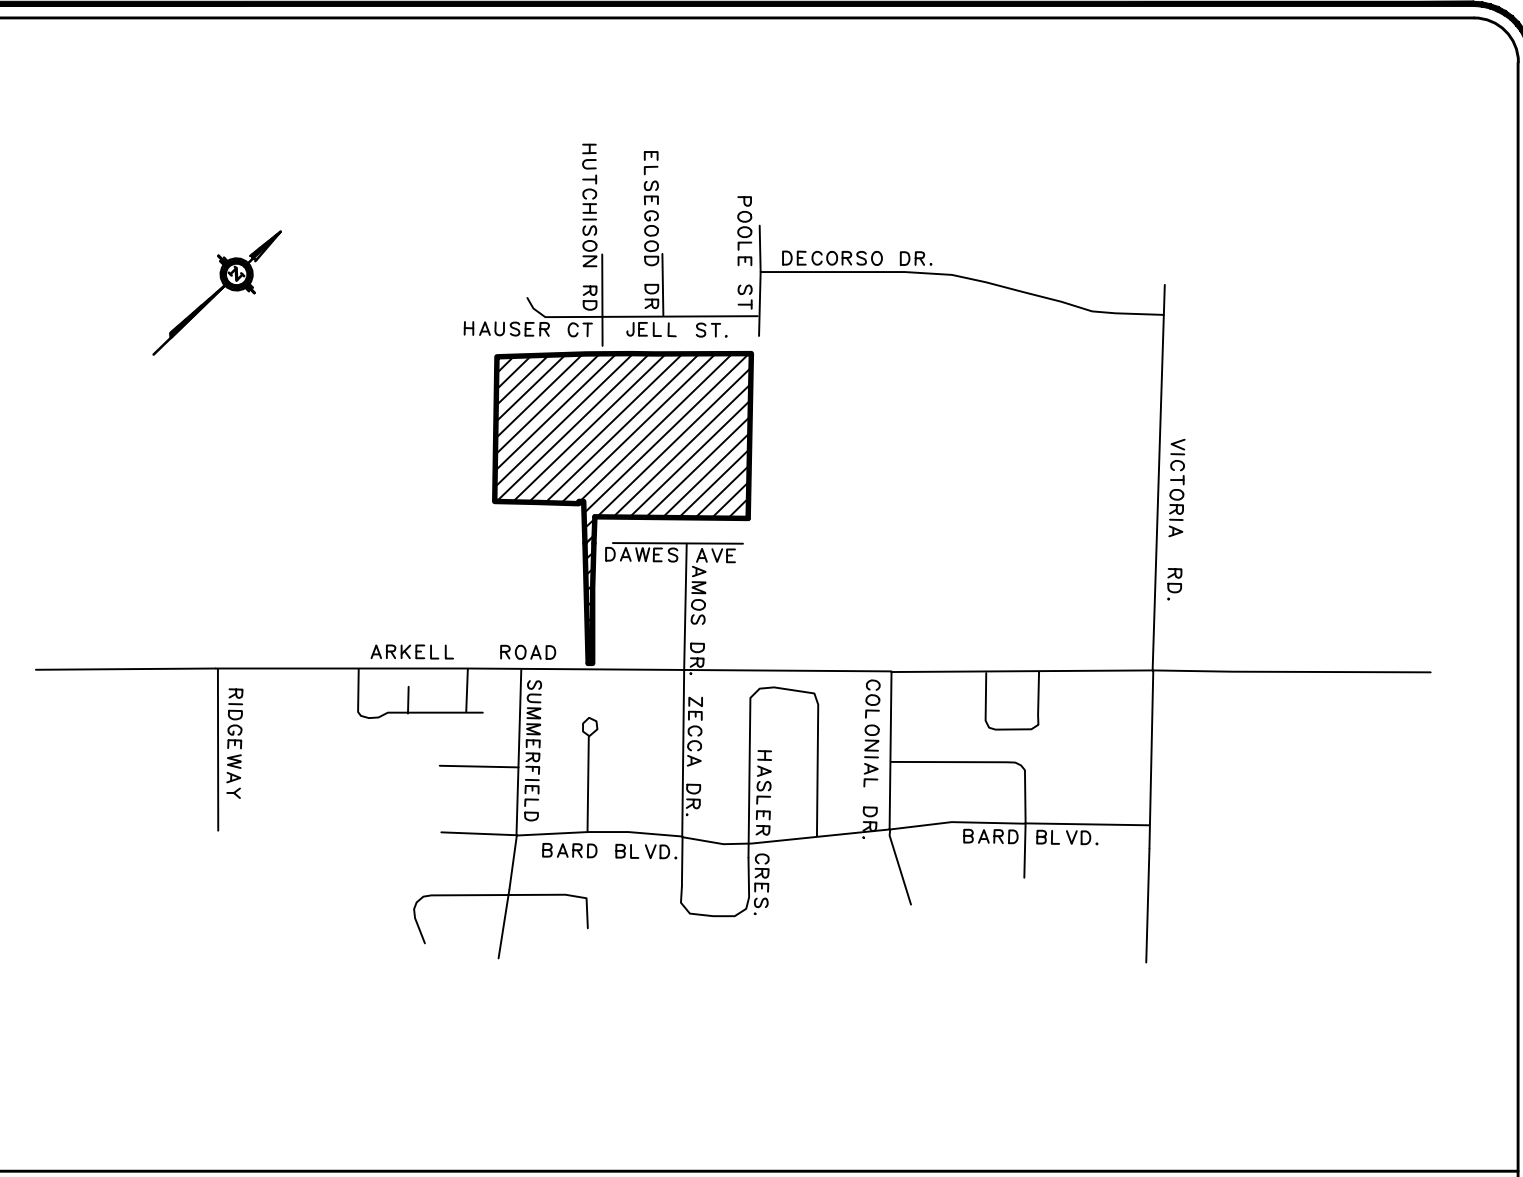 HUTCHISON RD
ELSEGOOD DR
POOLE ST
DECORSO DR.
N
HAUSER CT
JELL ST.
VICTORIA RD.
DAWES AVE
AMOS DR.
ARKELL ROAD
RIDGEWAY
SUMMERFIELD
ZECCA DR.
HASLER CRES.
COLONIAL DR.
BARD BLVD.
BARD BLVD.